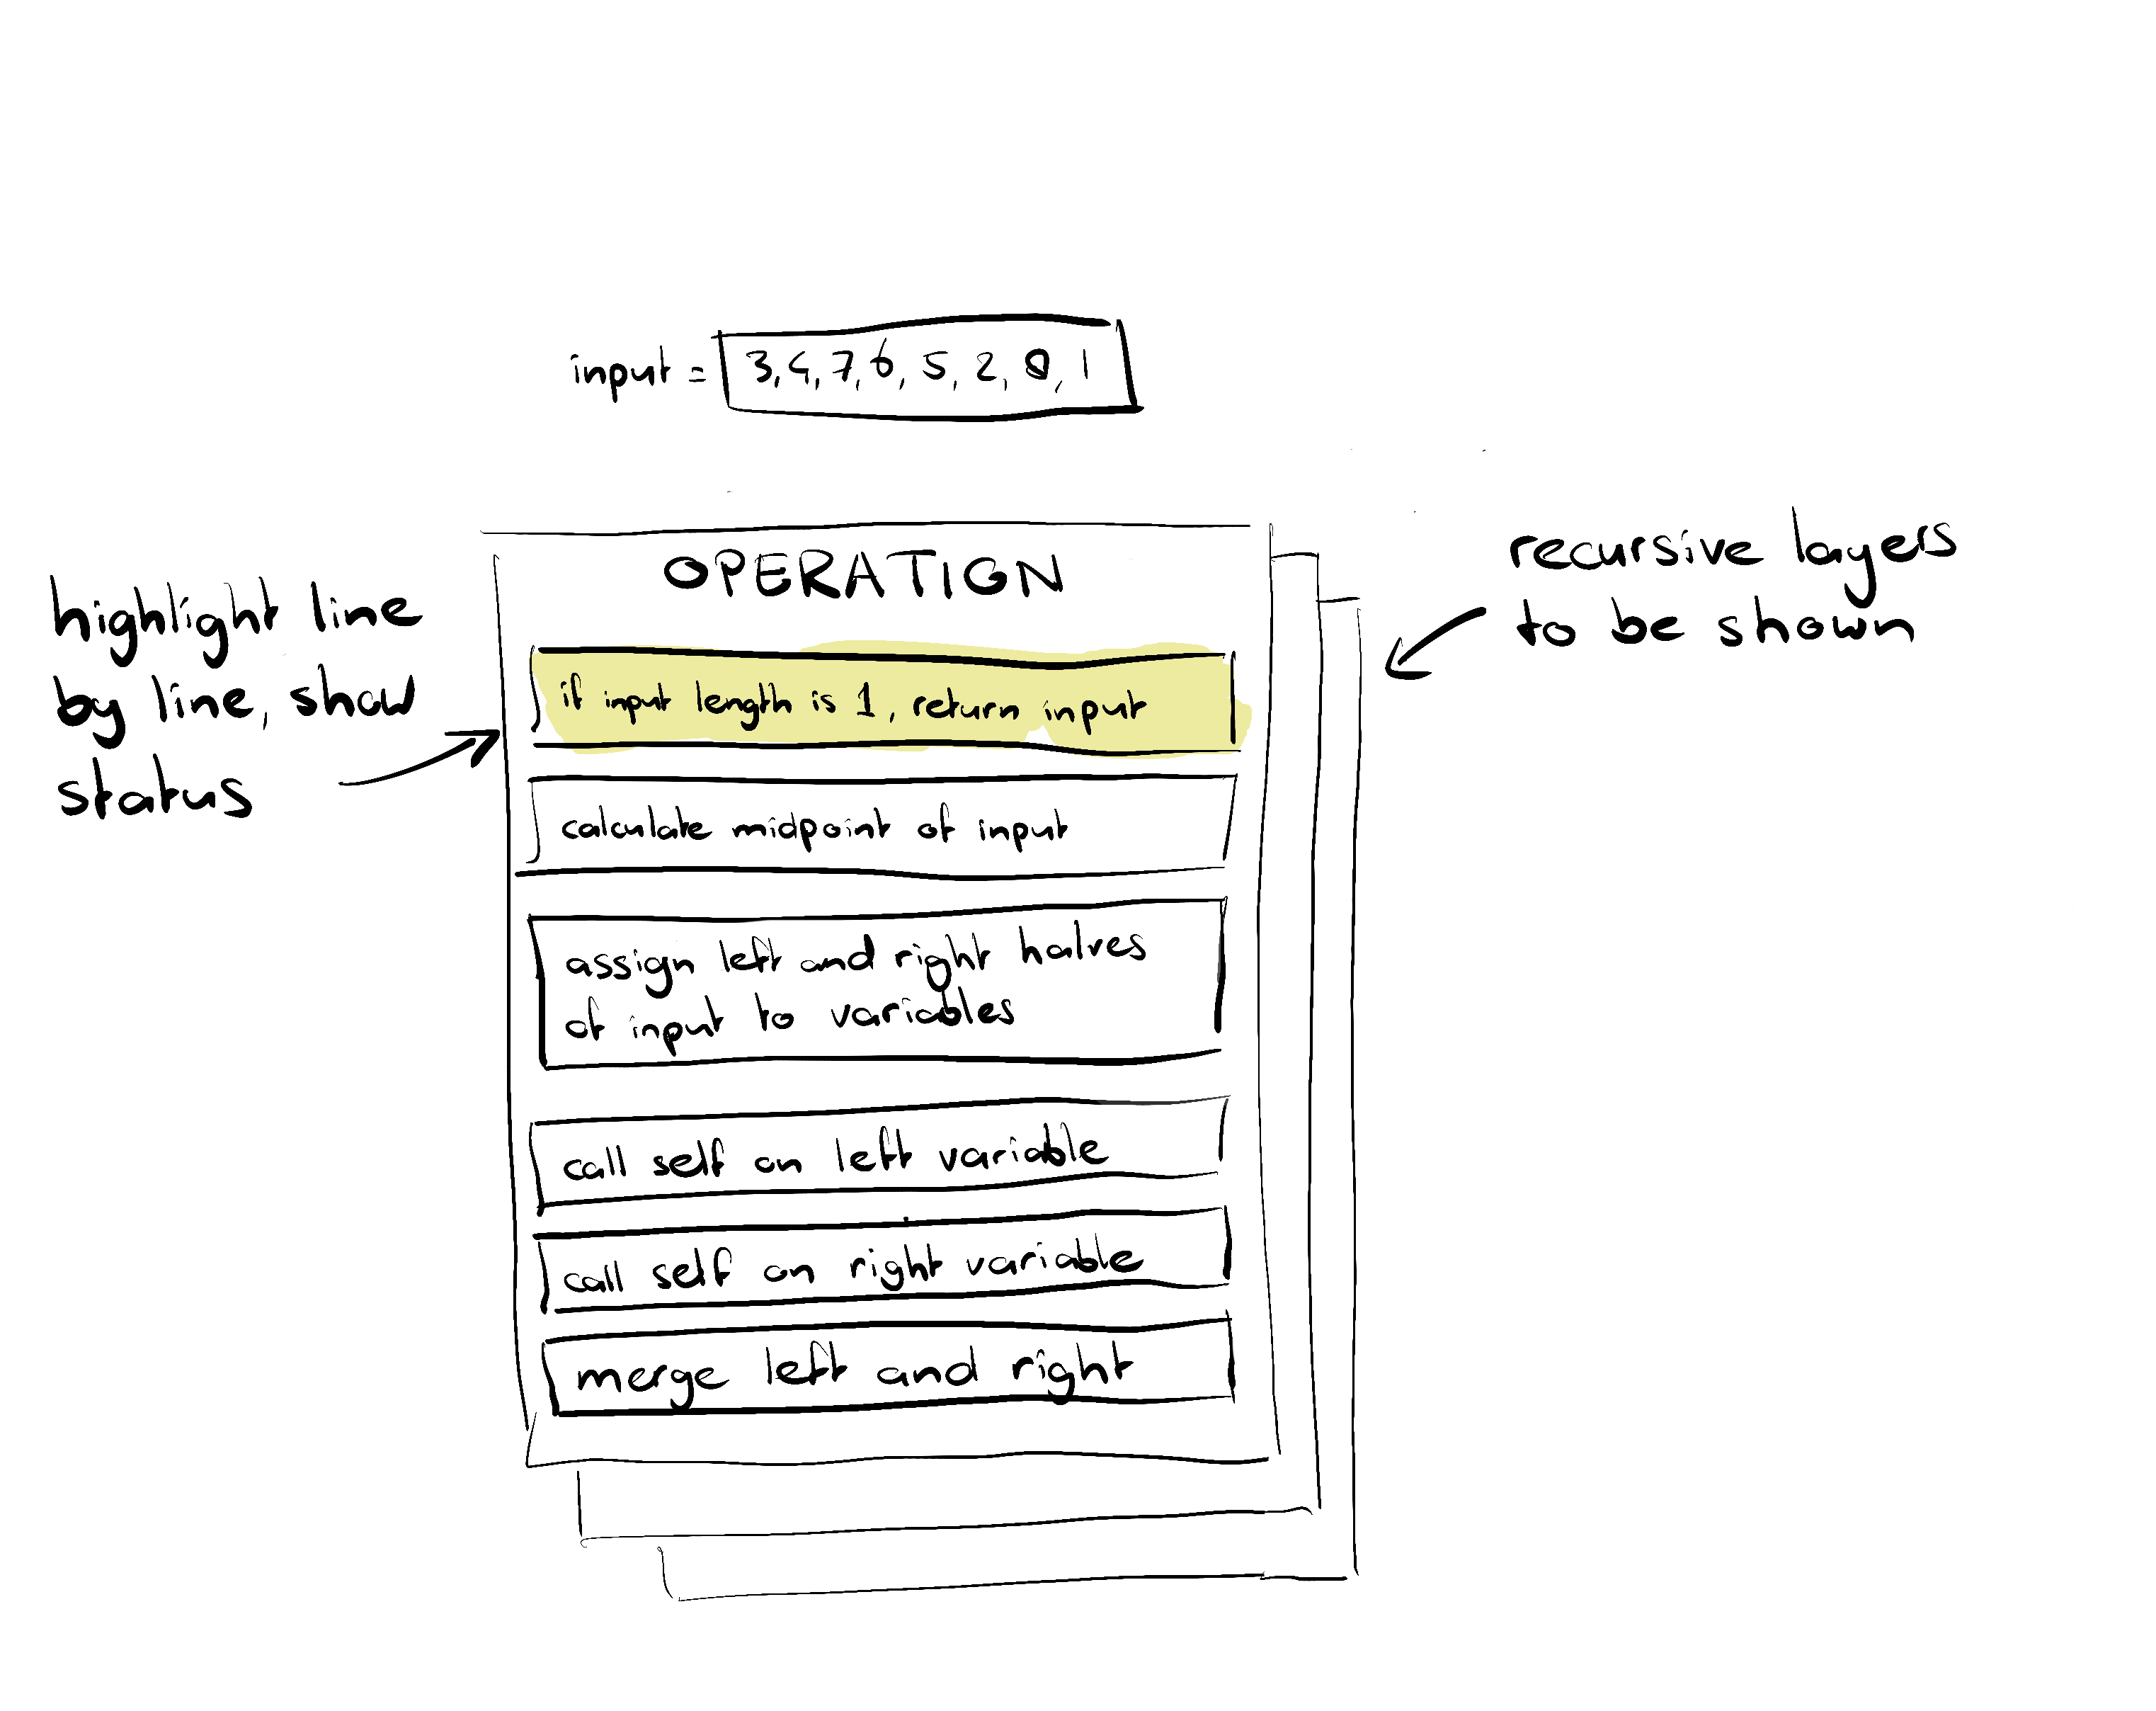 input = 3, 4, 7, 6, 5, 2, 8, 1
OPERATION
highlight line
by line, show
status
recursive layers
to be shown
if input length is 1, return input
calculate midpoint of input
assign left and right halves
of input to variables
call self on left variable
call self on right variable
merge left and right